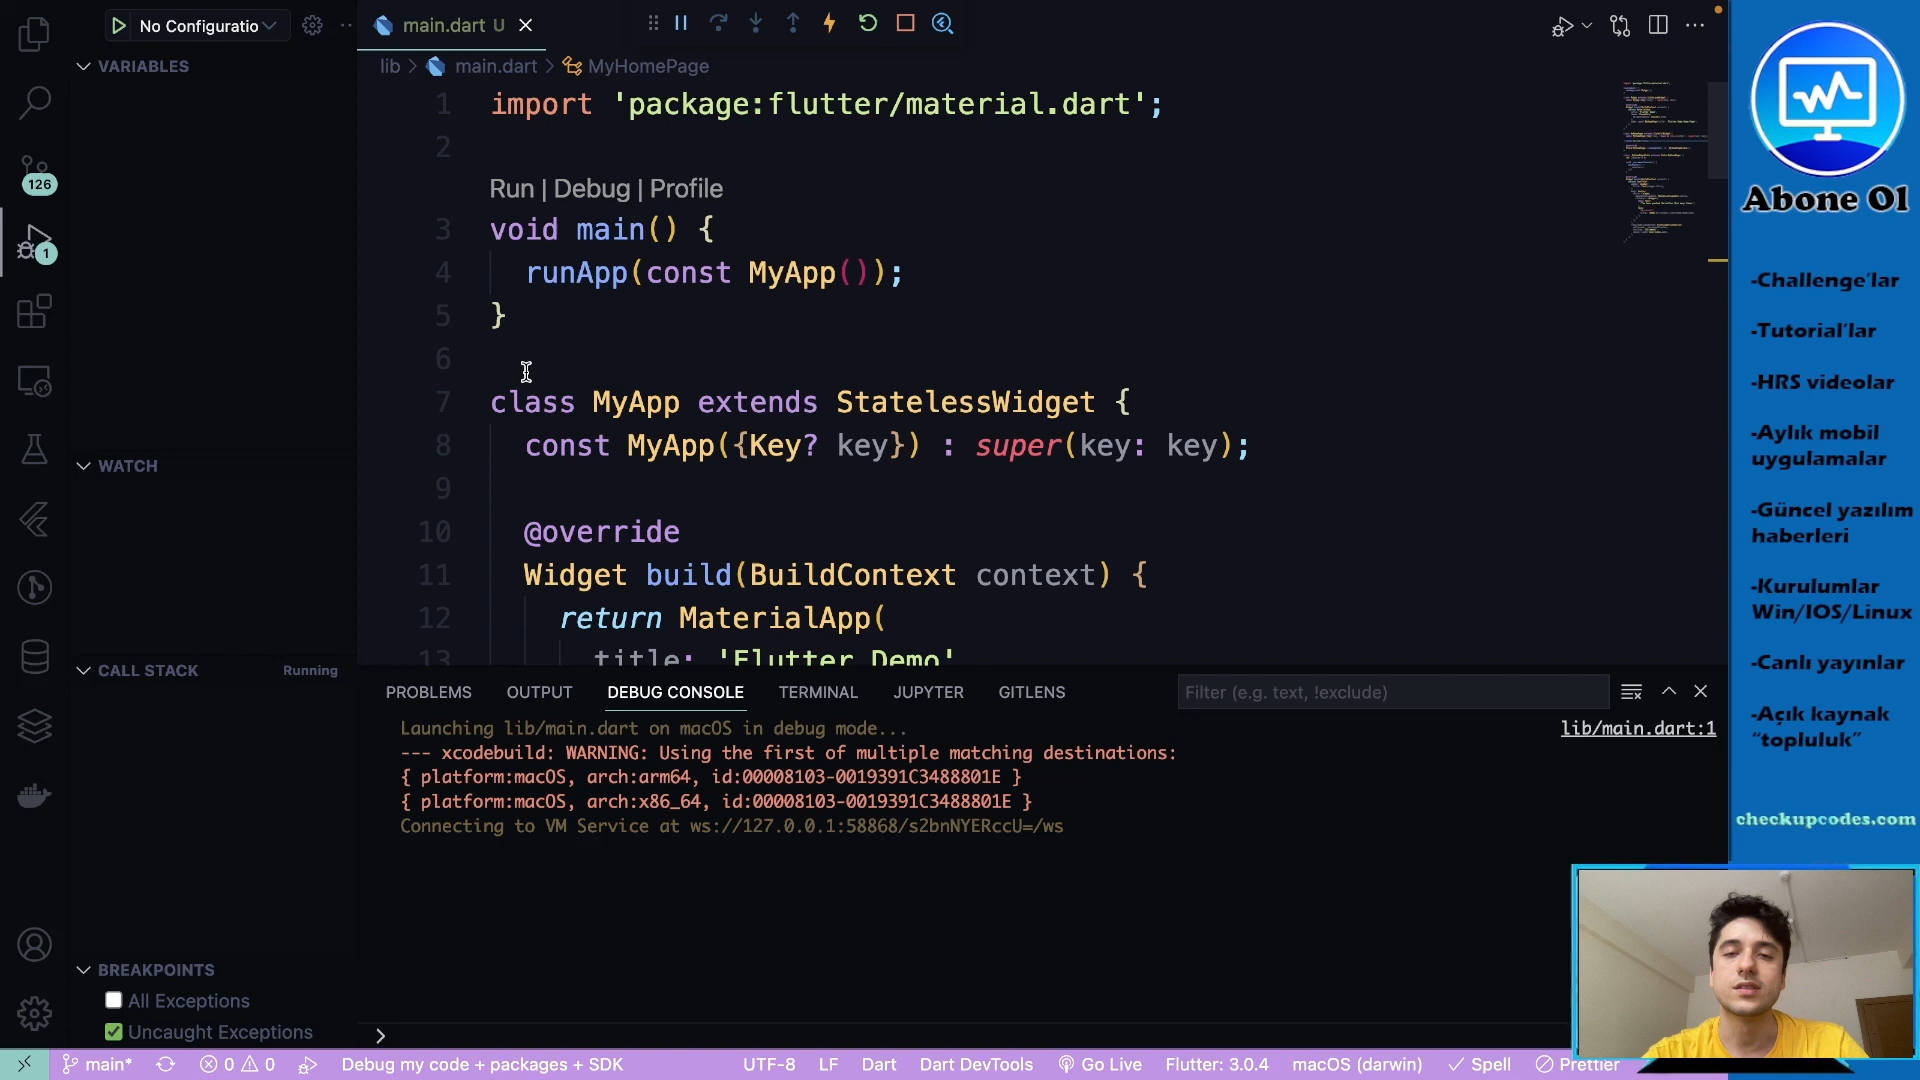 No Configuratio
main.dart U
VARIABLES
lib > main.dart > MyHomePage
1 import 'package:flutter/material.dart';
2
Run | Debug | Profile
3 void main() {
4 runApp(const MyApp());
5 }
6
7 class MyApp extends StatelessWidget {
8 const MyApp({Key? key}) : super(key: key);
9
10 @override
11 Widget build(BuildContext context) {
12 return MaterialApp(
13 title: 'Flutter Demo'
126
1
WATCH
CALL STACK Running
BREAKPOINTS
All Exceptions
Uncaught Exceptions
PROBLEMS OUTPUT DEBUG CONSOLE TERMINAL JUPYTER GITLENS Filter (e.g. text, !exclude)
Launching lib/main.dart on macOS in debug mode... lib/main.dart:1
--- xcodebuild: WARNING: Using the first of multiple matching destinations:
{ platform:macOS, arch:arm64, id:00008103-0019391C3488801E }
{ platform:macOS, arch:x86_64, id:00008103-0019391C3488801E }
Connecting to VM Service at ws://127.0.0.1:58868/s2bnNYERccU=/ws
main* 0 0 Debug my code + packages + SDK UTF-8 LF Dart Dart DevTools Go Live Flutter: 3.0.4 macOS (darwin) Spell Prettier
Abone Ol
-Challenge'lar
-Tutorial'lar
-HRS videolar
-Aylık mobil
uygulamalar
-Güncel yazılım
haberleri
-Kurulumlar
Win/IOS/Linux
-Canlı yayınlar
-Açık kaynak
“topluluk”
checkupcodes.com